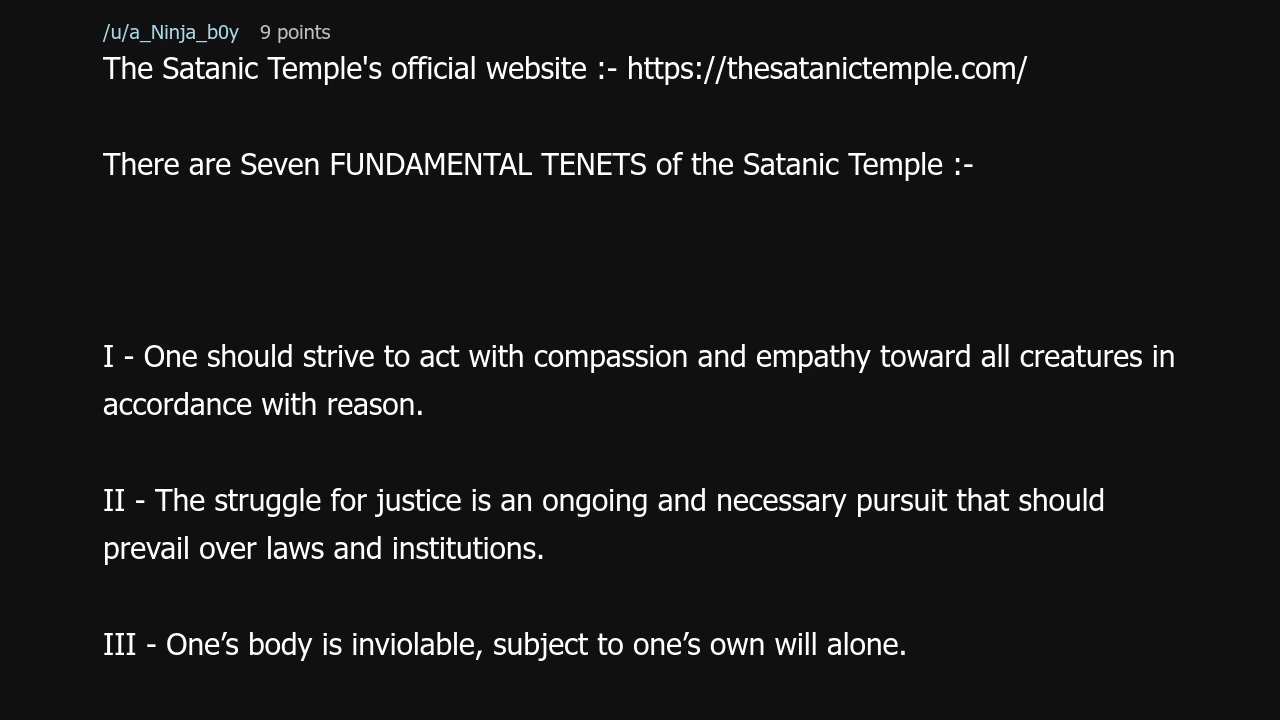 /u/a_Ninja_b0y 9 points
The Satanic Temple's official website :- https://thesatanictemple.com/
There are Seven FUNDAMENTAL TENETS of the Satanic Temple :-
I - One should strive to act with compassion and empathy toward all creatures in
accordance with reason.
II - The struggle for justice is an ongoing and necessary pursuit that should
prevail over laws and institutions.
III - One’s body is inviolable, subject to one’s own will alone.